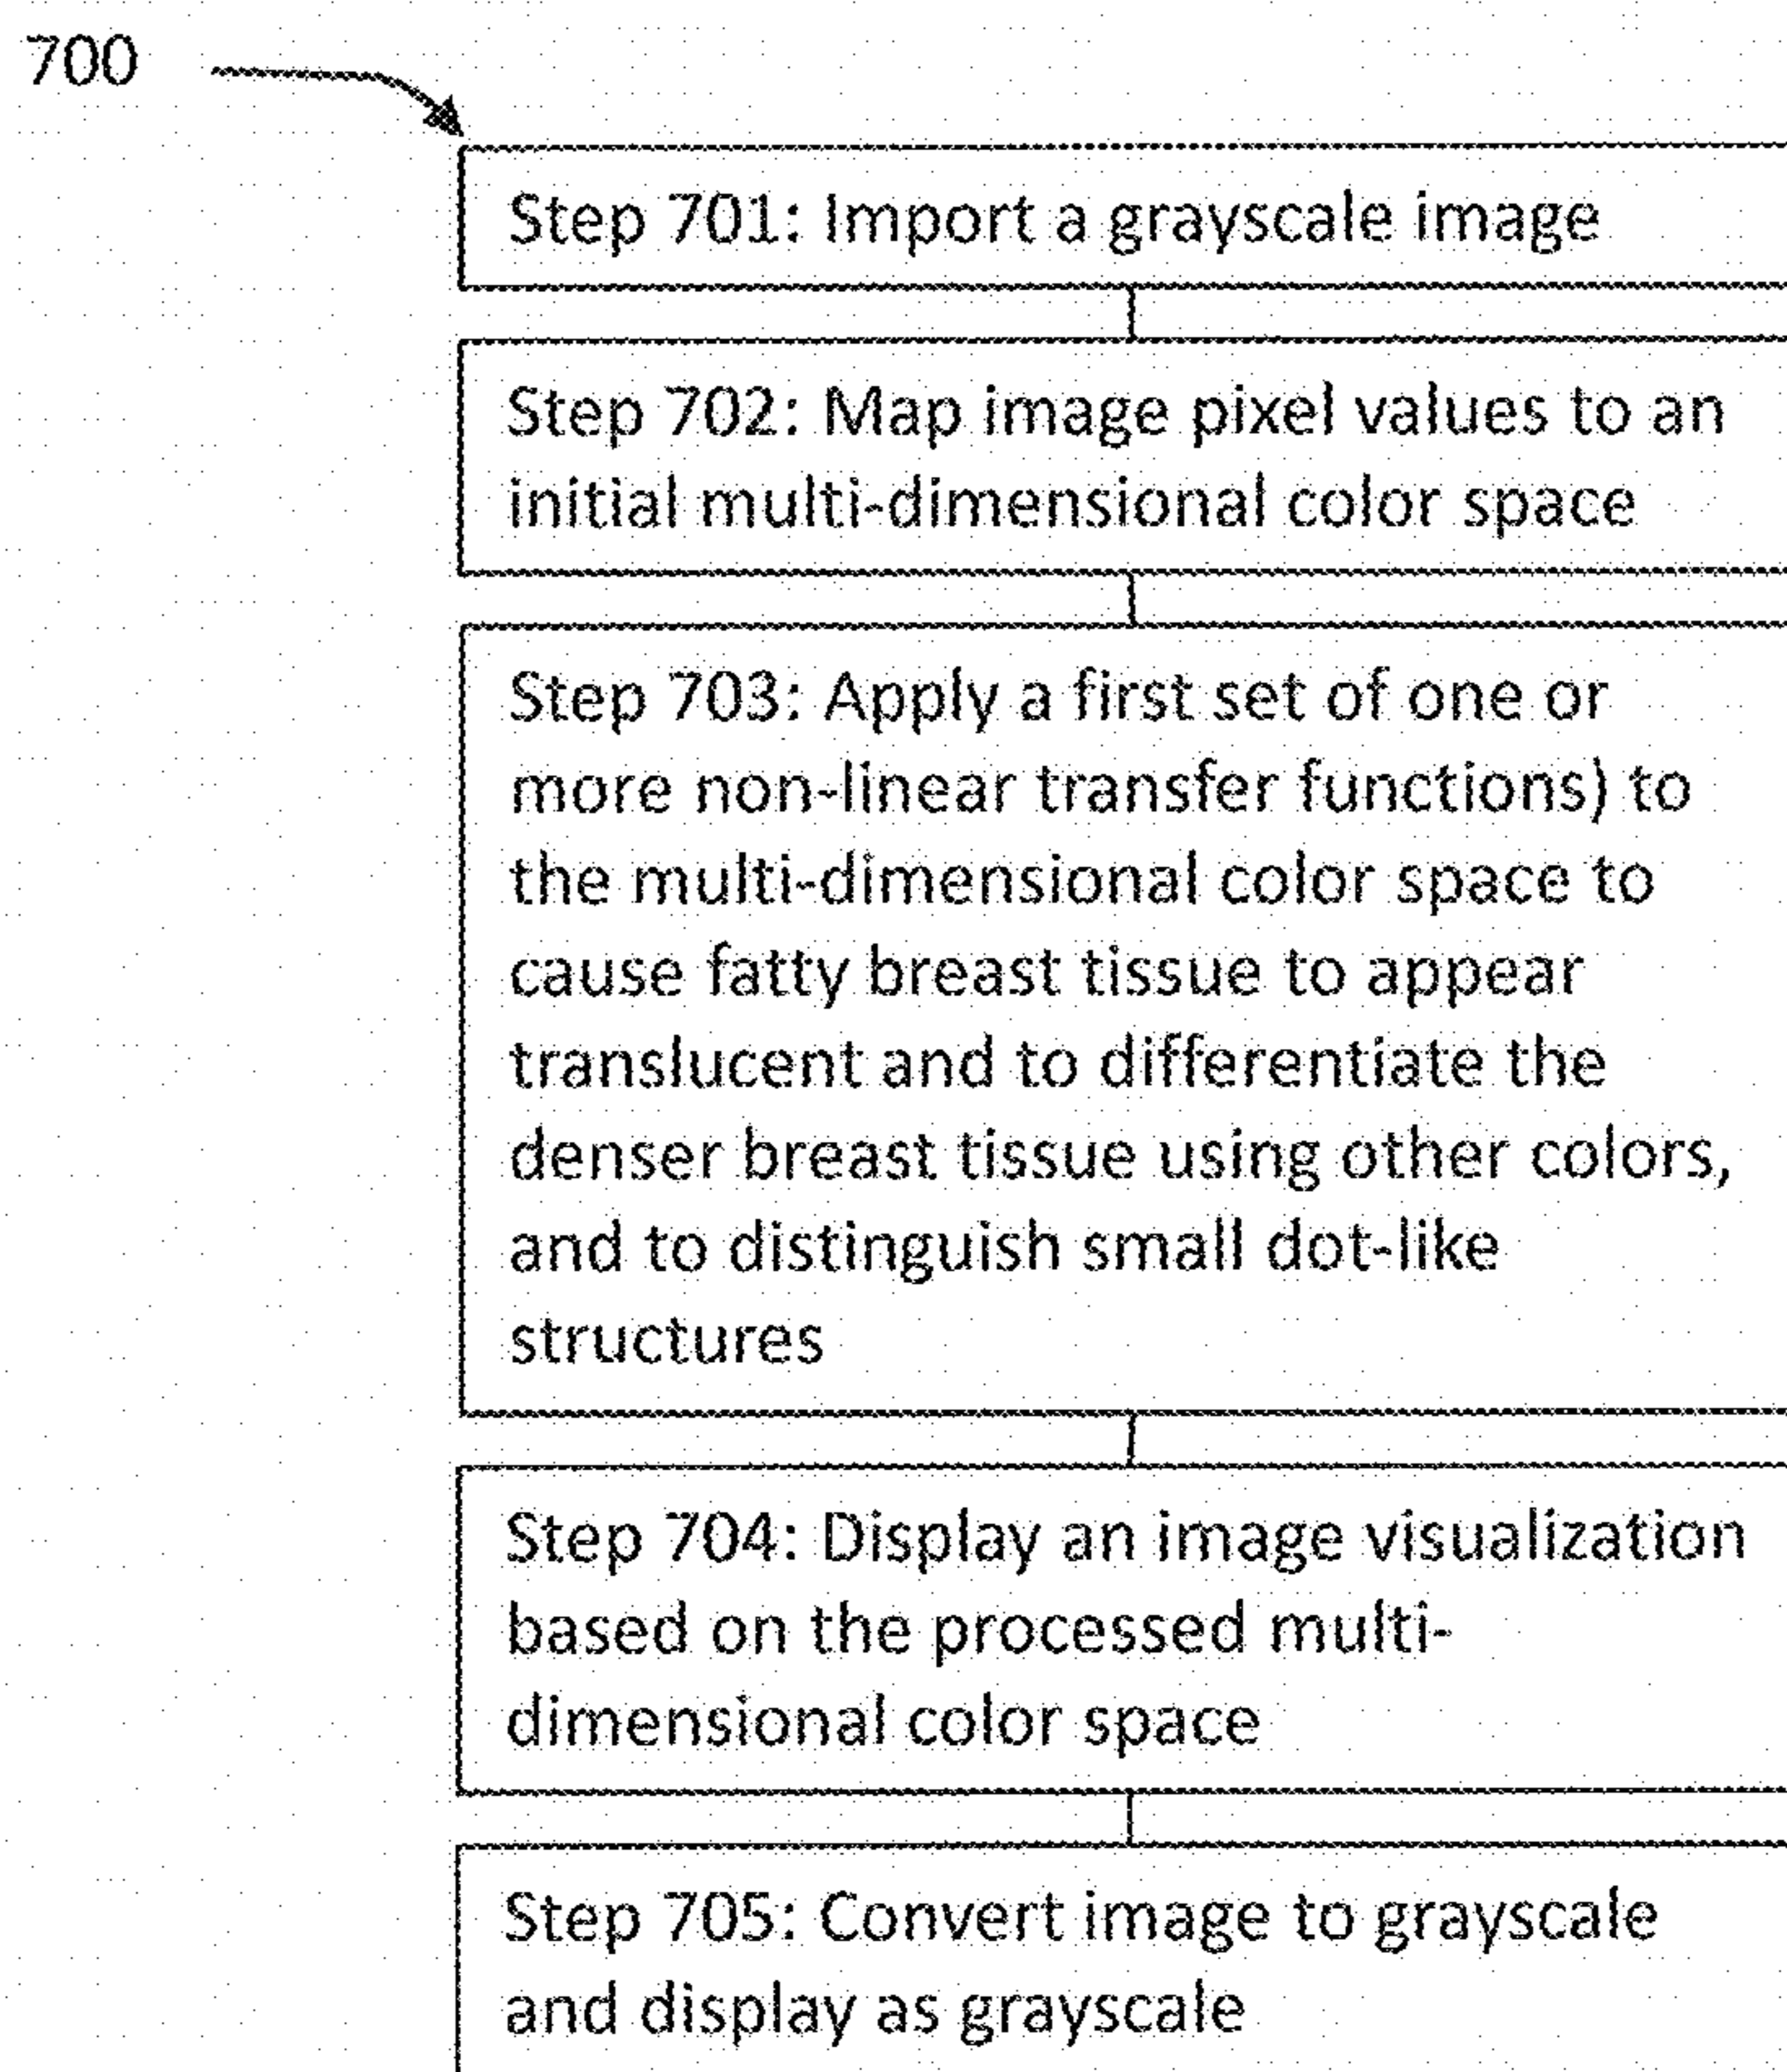 700
Step 701: Import a grayscale image
Step 702: Map image pixel values to an
initial multi-dimensional color space
Step 703: Apply a first set of one or
more non-linear transfer functions) to
the multi-dimensional color space to
cause fatty breast tissue to appear
translucent and to differentiate the
denser breast tissue using other colors,
and to distinguish small dot-like
structures
Step 704: Display an image visualization
based on the processed multi-
dimensional color space
Step 705: Convert image to grayscale
and display as grayscale